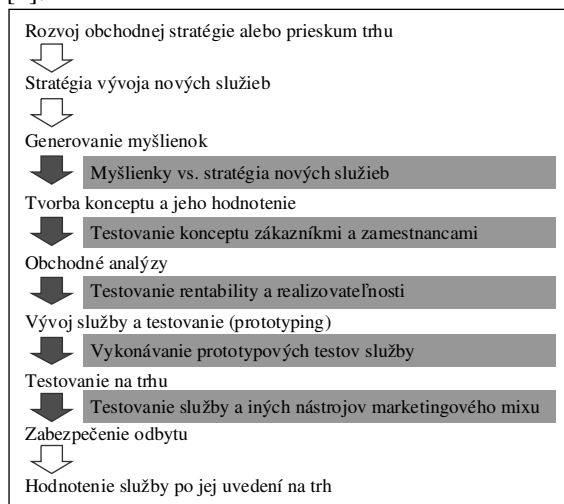 Rozvoj obchodnej stratégie alebo prieskum trhu
Stratégia vývoja nových služieb
Generovanie myšlienok
Myšlienky vs. stratégia nových služieb
Tvorba konceptu a jeho hodnotenie
Testovanie konceptu zákazníkmi a zamestnancami
Obchodné analýzy
Testovanie rentability a realizovateľnosti
Vývoj služby a testovanie (prototyping)
Vykonávanie prototypových testov služby
Testovanie na trhu
Testovanie služby a iných nástrojov marketingového mixu
Zabezpečenie odbytu
Hodnotenie služby po jej uvedení na trh